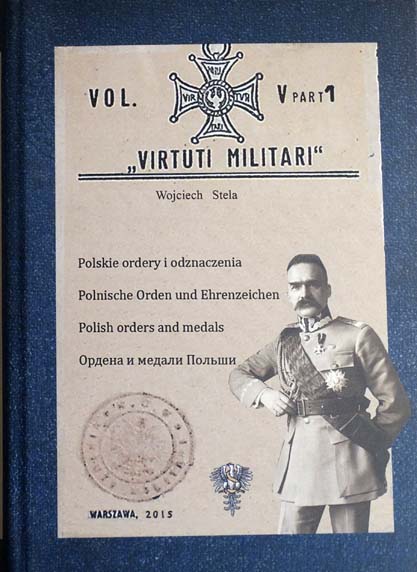 VOL.
V PART 1
VIR TVTI
TARI
„VIRTUTI MILITARI“
Wojciech Stela
Polskie ordery i odznaczenia
Polnische Orden und Ehrenzeichen
Polish orders and medals
Ордена и медали Польши
WARSZAWA, 2015